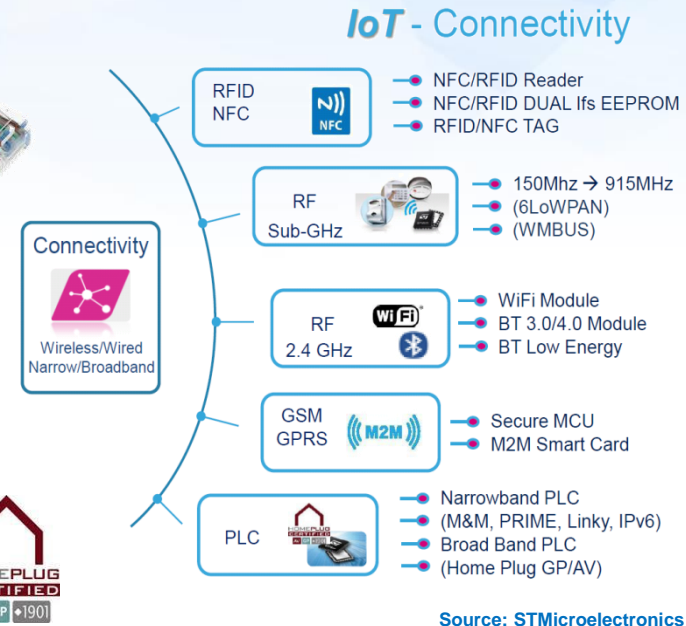 IoT - Connectivity
RFID
NFC
NFC
NFC/RFID Reader
NFC/RFID DUAL Ifs EEPROM
RFID/NFC TAG
RF
Sub-GHz
150Mhz → 915MHz
(6LoWPAN)
(WMBUS)
Connectivity
Wireless/Wired
Narrow/Broadband
RF
2.4 GHz
WiFi
WiFi Module
BT 3.0/4.0 Module
BT Low Energy
GSM
GPRS
M2M
Secure MCU
M2M Smart Card
PLC
HOMEPLUG
CERTIFIED
Narrowband PLC
(M&M, PRIME, Linky, IPv6)
Broad Band PLC
(Home Plug GP/AV)
EPLUG
TIFIED
P 1901
Source: STMicroelectronics